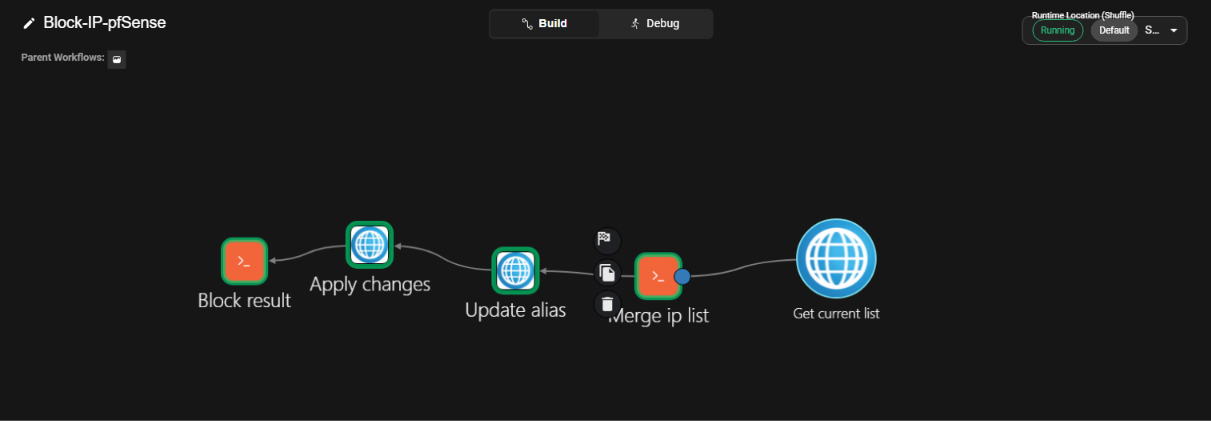 Block-IP-pfSense
Build
Debug
Runtime Location (Shuffle)
Running
Default
S...
Parent Workflows:
>_
Block result
Apply changes
Update alias
>_
Merge ip list
Get current list